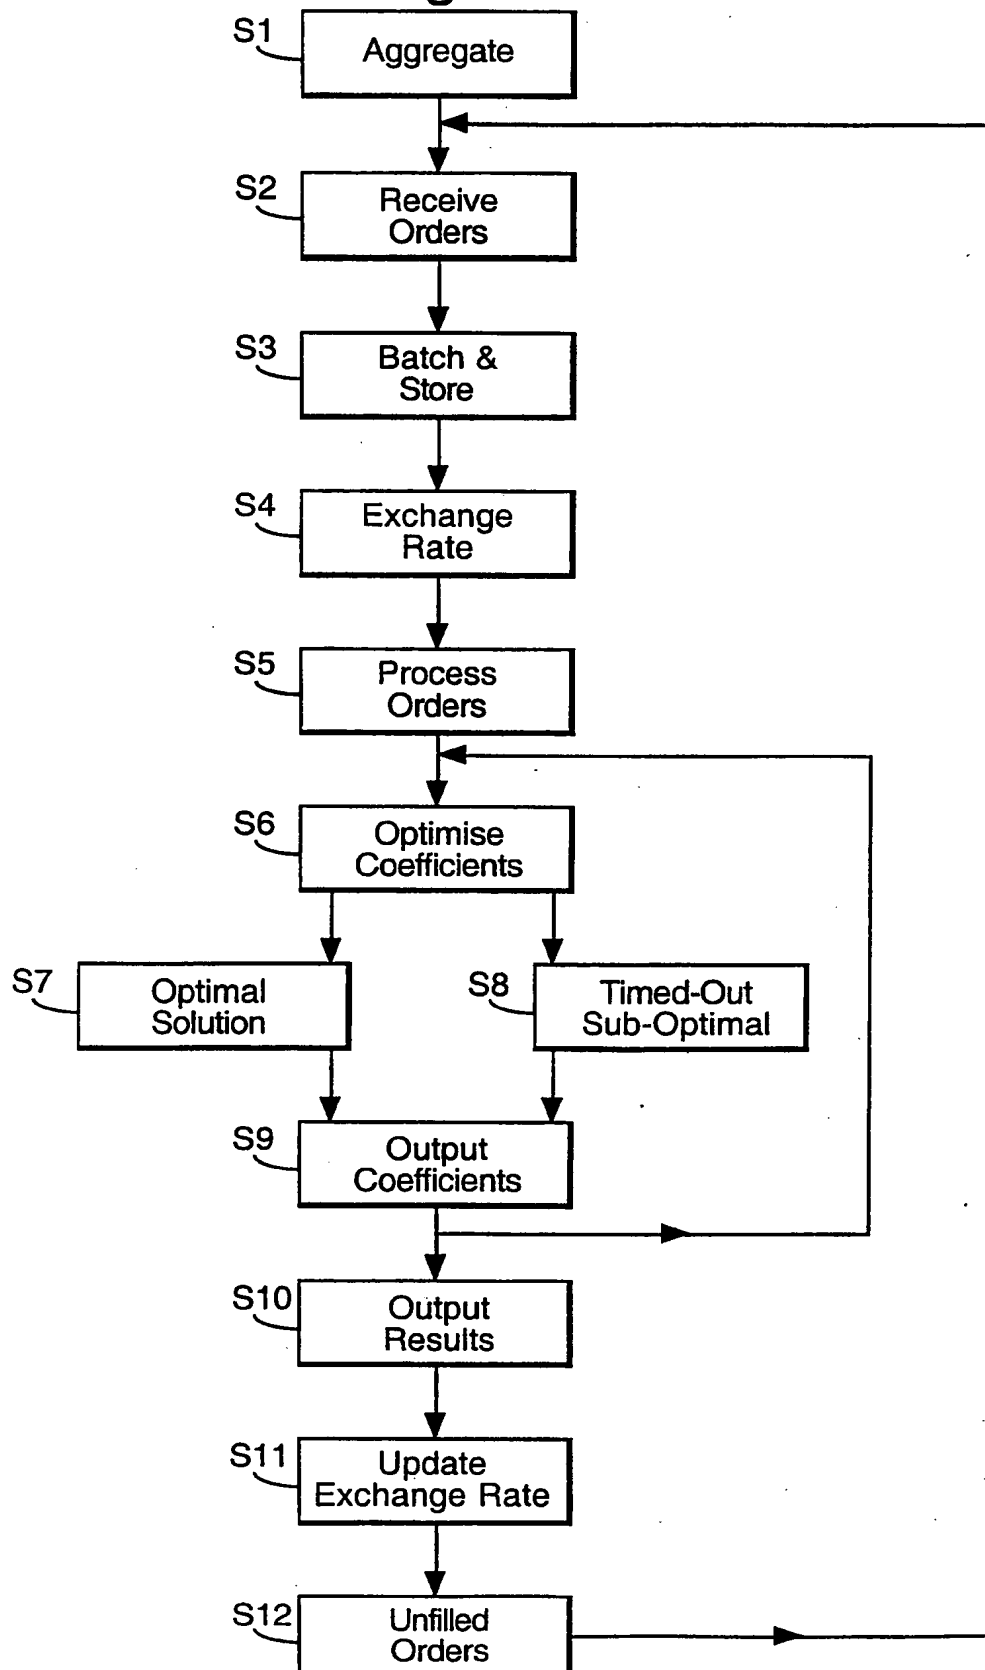 S1
Aggregate
S2
Receive
Orders
S3
Batch &
Store
S4
Exchange
Rate
S5
Process
Orders
S6
Optimise
Coefficients
S7
Optimal
Solution
S8
Timed-Out
Sub-Optimal
S9
Output
Coefficients
S10
Output
Results
S11
Update
Exchange Rate
S12
Unfilled
Orders